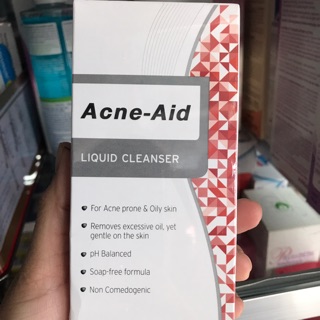 Acne-Aid
LIQUID CLEANSER
For Acne prone & Oily skin
Removes excessive oil, yet
gentle on the skin
pH Balanced
Soap-free formula
Non Comedogenic